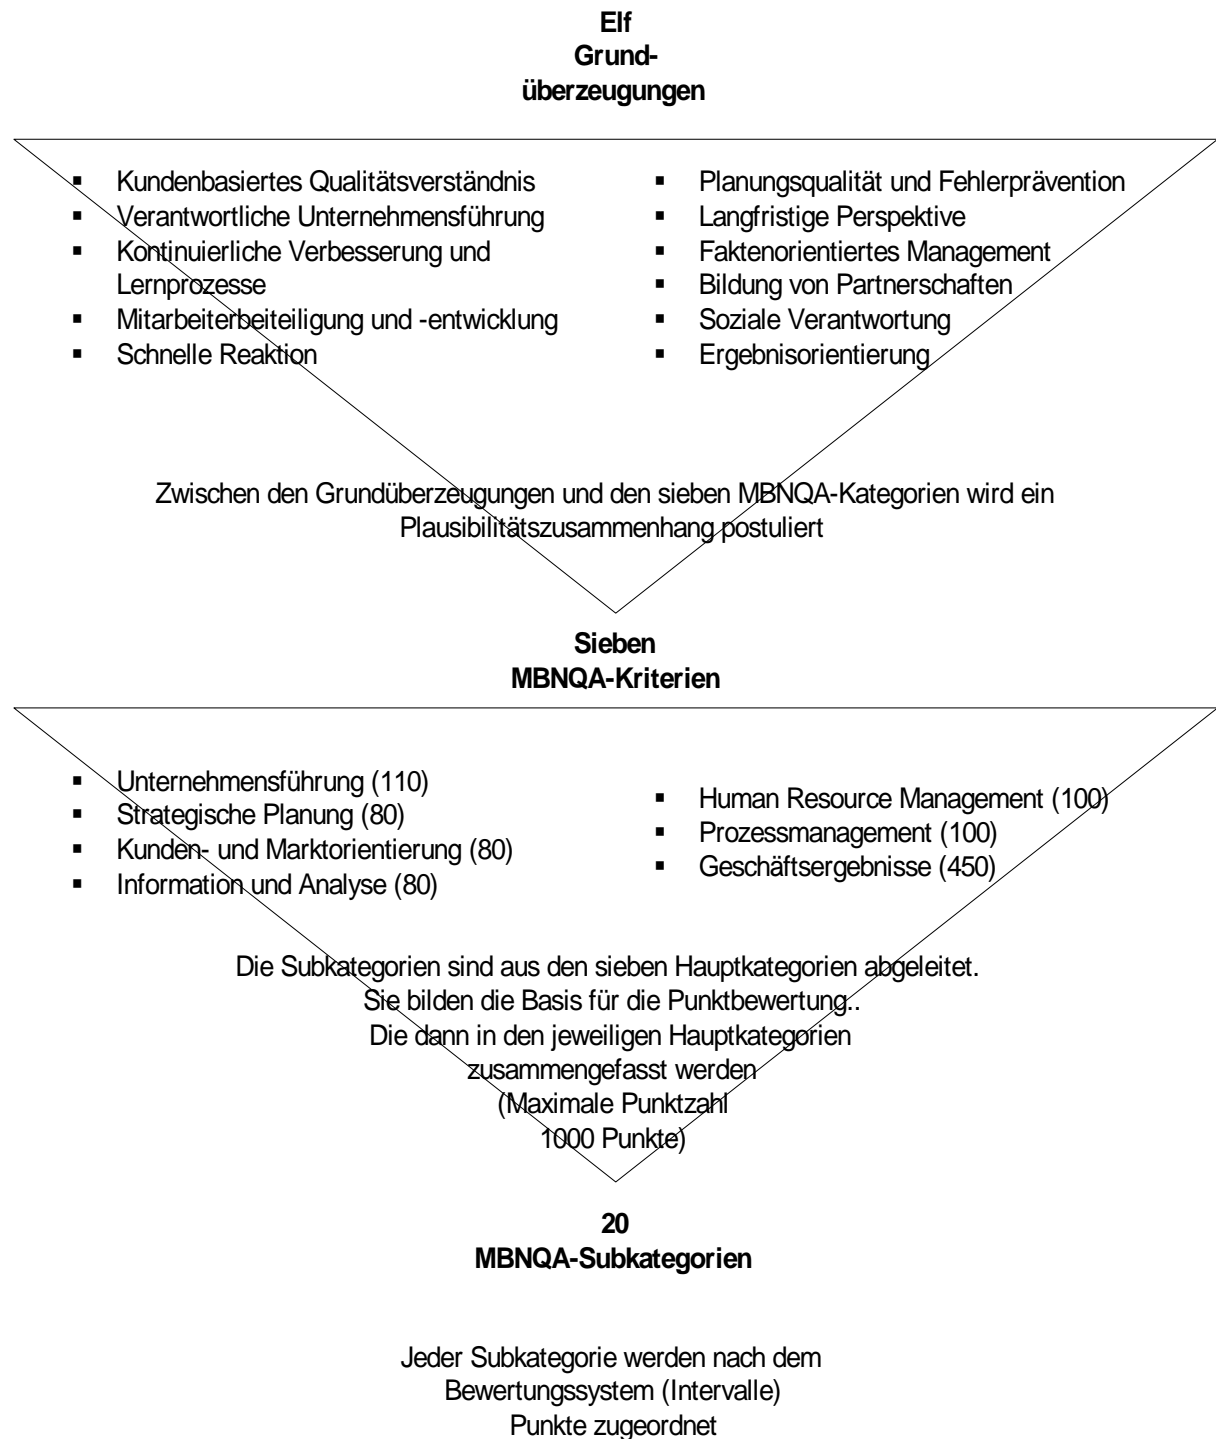 Elf
Grund-
überzeugungen
▪ Kundenbasiertes Qualitätsverständnis
▪ Verantwortliche Unternehmensführung
▪ Kontinuierliche Verbesserung und
Lernprozesse
▪ Mitarbeiterbeiteiligung und -entwicklung
▪ Schnelle Reaktion
▪ Planungsqualität und Fehlerprävention
▪ Langfristige Perspektive
▪ Faktenorientiertes Management
▪ Bildung von Partnerschaften
▪ Soziale Verantwortung
▪ Ergebnisorientierung
Zwischen den Grundüberzeugungen und den sieben MBNQA-Kategorien wird ein
Plausibilitätszusammenhang postuliert
Sieben
MBNQA-Kriterien
▪ Unternehmensführung (110)
▪ Strategische Planung (80)
▪ Kunden- und Marktorientierung (80)
▪ Information und Analyse (80)
▪ Human Resource Management (100)
▪ Prozessmanagement (100)
▪ Geschäftsergebnisse (450)
Die Subkategorien sind aus den sieben Hauptkategorien abgeleitet.
Sie bilden die Basis für die Punktbewertung..
Die dann in den jeweiligen Hauptkategorien
zusammengefasst werden
(Maximale Punktzahl
1000 Punkte)
20
MBNQA-Subkategorien
Jeder Subkategorie werden nach dem
Bewertungssystem (Intervalle)
Punkte zugeordnet